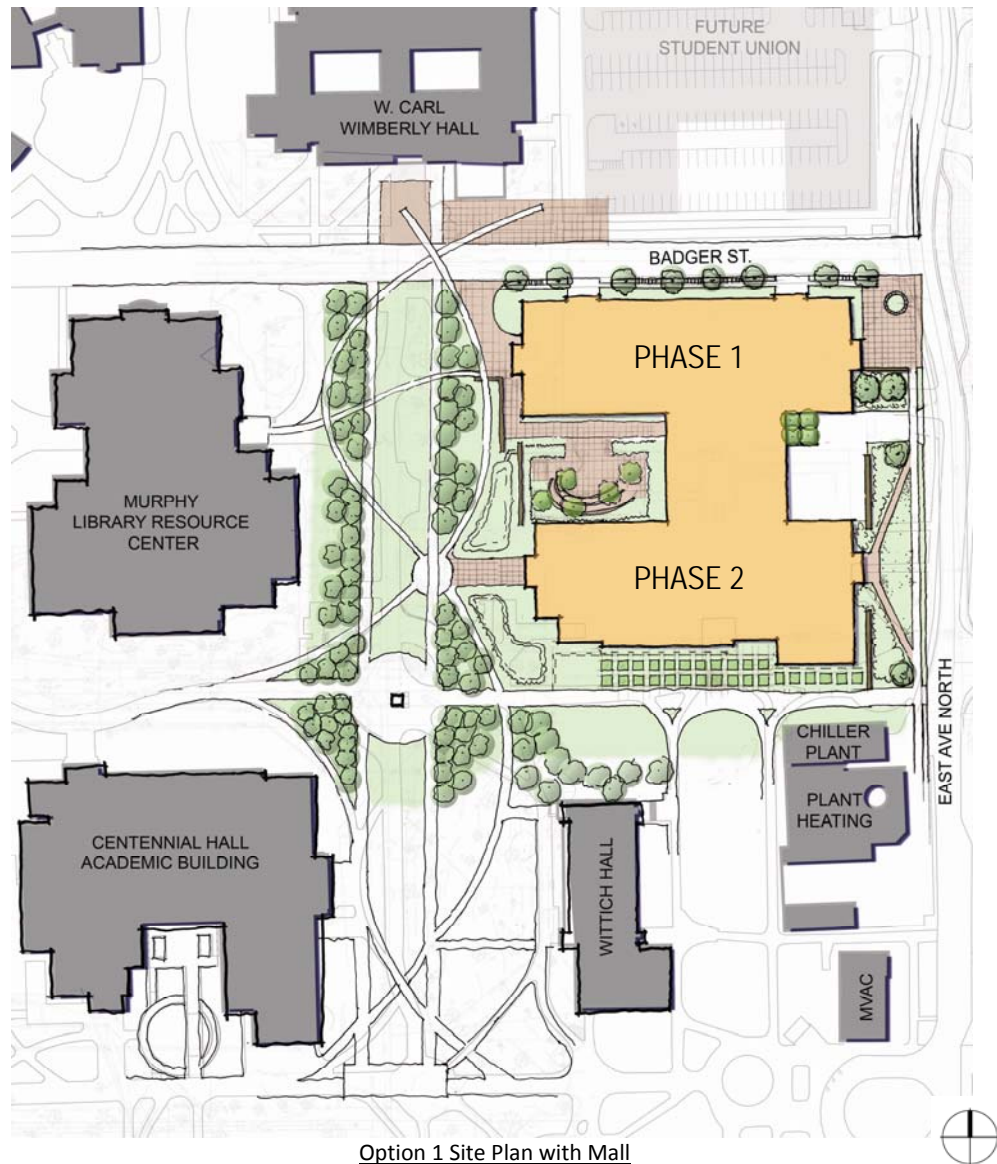 FUTURE
STUDENT UNION
W. CARL
WIMBERLY HALL
BADGER ST.
PHASE 1
MURPHY
LIBRARY RESOURCE
CENTER
PHASE 2
CHILLER
PLANT
PLANT
HEATING
EAST AVE NORTH
CENTENNIAL HALL
ACADEMIC BUILDING
WITTICH HALL
MVAC
Option 1 Site Plan with Mall